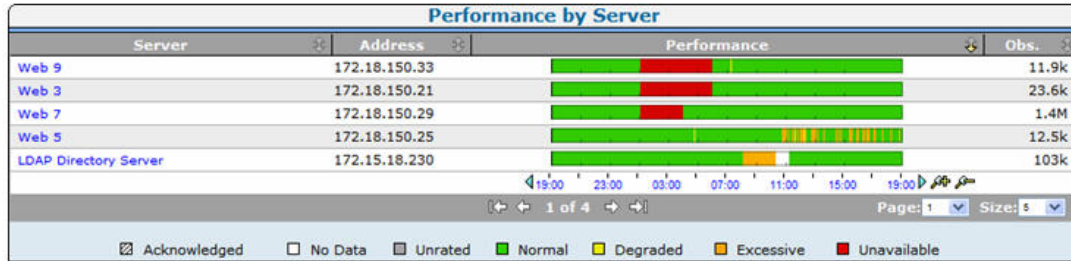 Performance by Server
Server Address Performance Obs.
Web 9 172.18.150.33 11.9k
Web 3 172.18.150.21 23.6k
Web 7 172.18.150.29 1.4M
Web 5 172.18.150.25 12.5k
LDAP Directory Server 172.15.18.230 103k
19:00 23:00 03:00 07:00 11:00 15:00 19:00
1 of 4 Page: 1 Size: 5
Acknowledged No Data Unrated Normal Degraded Excessive Unavailable